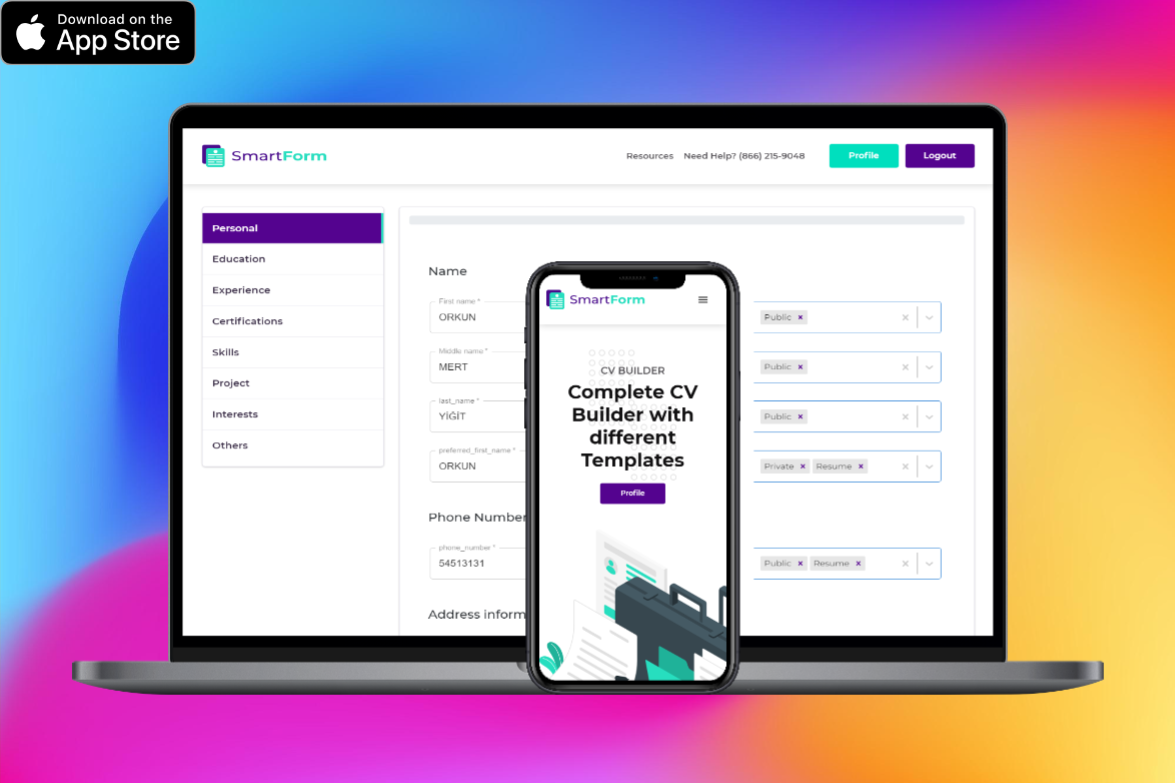 Download on the
App Store
SmartForm
Resources Need Help? (866) 215-9048 Profile Logout
Personal
Education
Experience
Certifications
Skills
Project
Interests
Others
Name
First name *
ORKUN
Public ×
Middle name *
MERT
Public ×
last_name *
YİĞİT
Public ×
preferred_first_name *
ORKUN
Private × Resume ×
Phone Number
phone_number *
54513131
Public × Resume ×
Address inform
SmartForm
CV BUILDER
Complete CV
Builder with
different
Templates
Profile